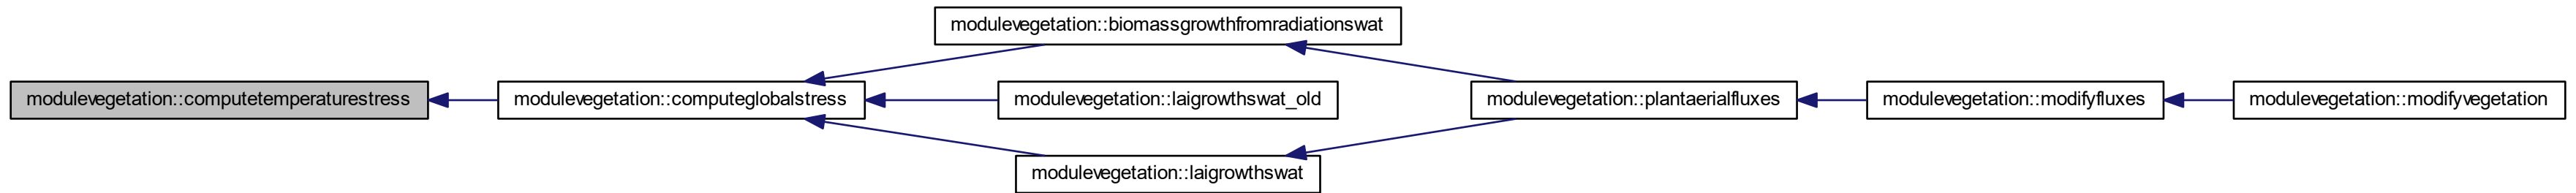 modulevegetation::computetemperaturestress
modulevegetation::computeglobalstress
modulevegetation::biomassgrowthfromradiationswat
modulevegetation::laigrowthswat_old
modulevegetation::laigrowthswat
modulevegetation::plantaerialfluxes
modulevegetation::modifyfluxes
modulevegetation::modifyvegetation